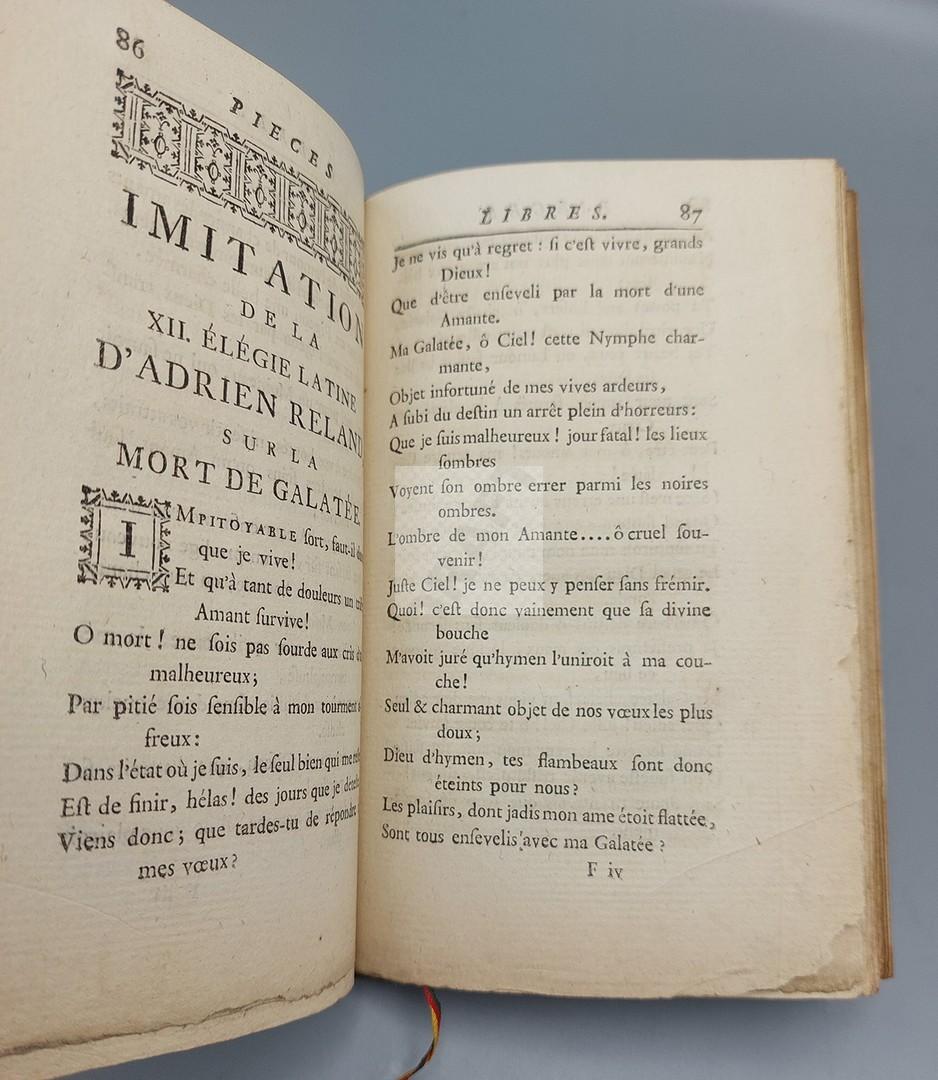 86
PIECES
IMITATION
DE LA
XII. ÉLÉGIE LATINE
D'ADRIEN RELAND
SUR LA
MORT DE GALATÉE
IMPITOYABLE sort, faut-il
que je vive!
Et qu'à tant de douleurs un
Amant survive!
O mort! ne sois pas sourde aux cris
malheureux;
Par pitié sois sensible à mon tourment
freux:
Dans l'état où je suis, le seul bien qui me
Est de finir, hélas! des jours que je
Viens donc; que tardes-tu de répondre
mes vœux?
LIBRES. 87
Je ne vis qu'à regret: si c'est vivre, grands
Dieux!
Que d'être enseveli par la mort d'une
Amante.
Ma Galatée, ô Ciel! cette Nymphe char-
mante,
Objet infortuné de mes vives ardeurs,
A subi du destin un arrêt plein d'horreurs:
Que je suis malheureux! jour fatal! les lieux
sombres
Voyent son ombre errer parmi les noires
ombres.
L'ombre de mon Amante.... ô cruel sou-
venir!
Juste Ciel! je ne peux y penser sans frémir.
Quoi! c'est donc vainement que sa divine
bouche
M'avoit juré qu'hymen l'uniroit à ma cou-
che!
Seul & charmant objet de nos vœux les plus
doux;
Dieu d'hymen, tes flambeaux sont donc
éteints pour nous?
Les plaisirs, dont jadis mon ame étoit flattée,
Sont tous ensevelis avec ma Galatée?
F iv